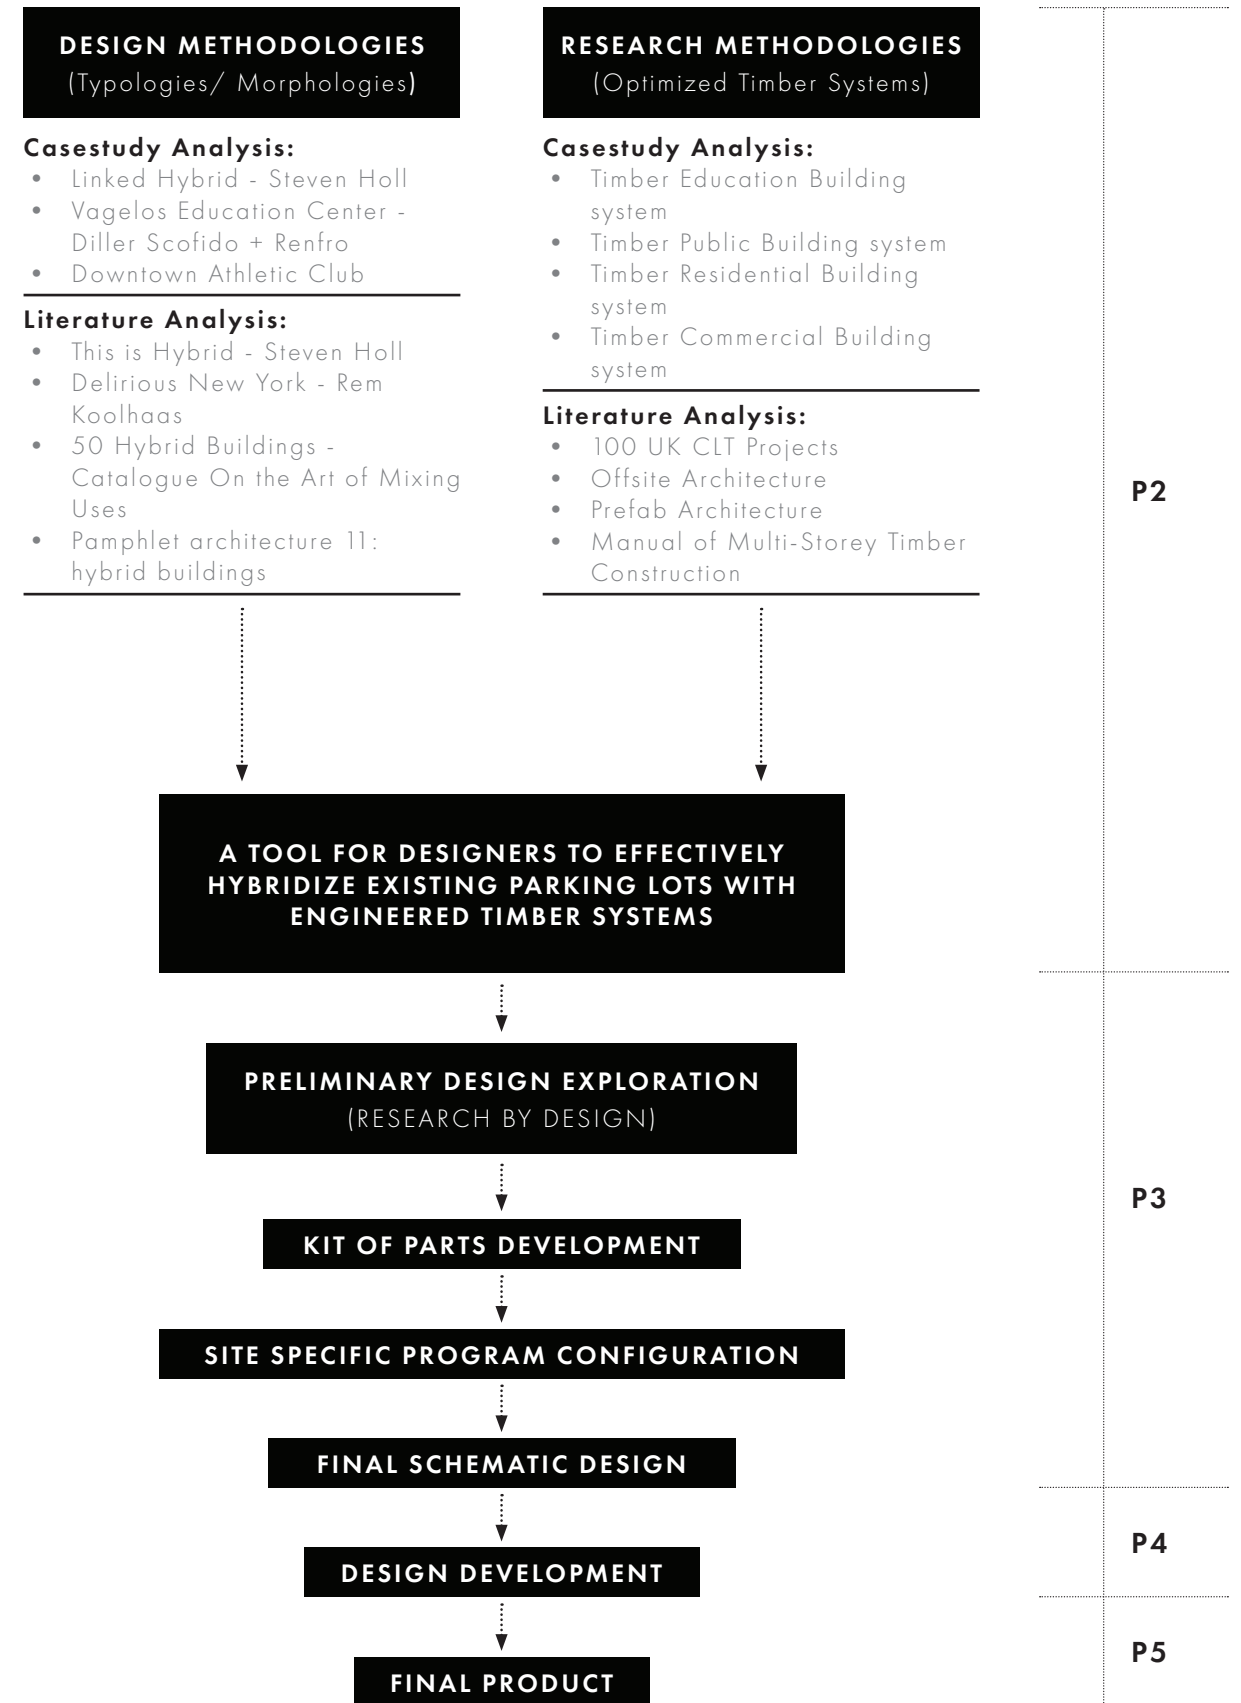 DESIGN METHODOLOGIES
(Typologies/ Morphologies)
Casestudy Analysis:
• Linked Hybrid - Steven Holl
• Vagelos Education Center -
Diller Scofido + Renfro
• Downtown Athletic Club
Literature Analysis:
• This is Hybrid - Steven Holl
• Delirious New York - Rem
Koolhaas
• 50 Hybrid Buildings -
Catalogue On the Art of Mixing
Uses
• Pamphlet architecture 11:
hybrid buildings
RESEARCH METHODOLOGIES
(Optimized Timber Systems)
Casestudy Analysis:
• Timber Education Building
system
• Timber Public Building system
• Timber Residential Building
system
• Timber Commercial Building
system
Literature Analysis:
• 100 UK CLT Projects
• Offsite Architecture
• Prefab Architecture
• Manual of Multi-Storey Timber
Construction
P2
A TOOL FOR DESIGNERS TO EFFECTIVELY
HYBRIDIZE EXISTING PARKING LOTS WITH
ENGINEERED TIMBER SYSTEMS
PRELIMINARY DESIGN EXPLORATION
(RESEARCH BY DESIGN)
KIT OF PARTS DEVELOPMENT
P3
SITE SPECIFIC PROGRAM CONFIGURATION
FINAL SCHEMATIC DESIGN
P4
DESIGN DEVELOPMENT
P5
FINAL PRODUCT